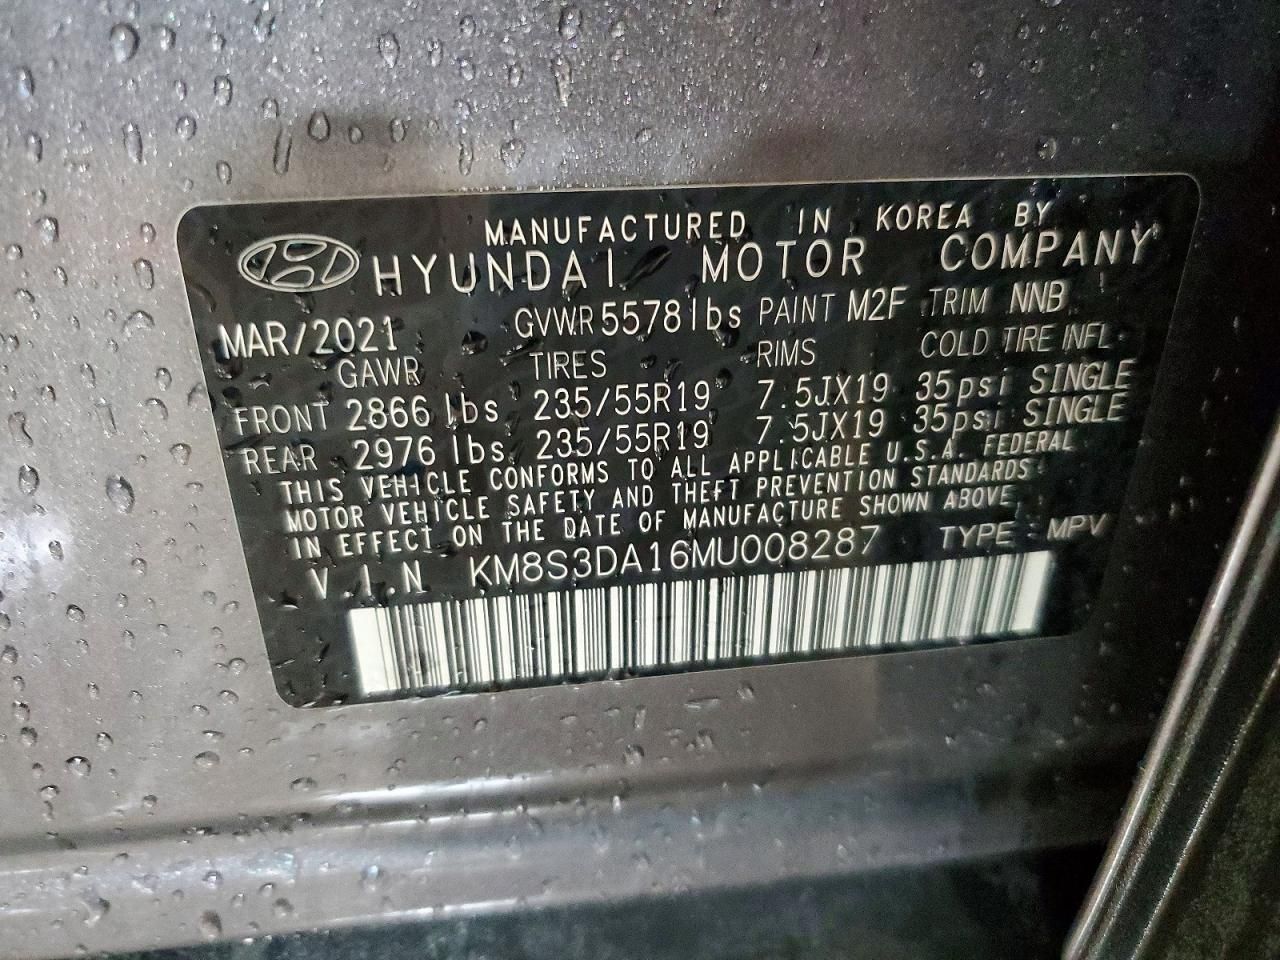 MANUFACTURED IN KOREA BY
HYUNDAI MOTOR COMPANY
MAR/2021 GVWR 5578lbs PAINT M2F TRIM NNB
GAWR TIRES RIMS COLD TIRE INFL.
FRONT 2866 lbs 235/55R19 7.5JX19 35psi SINGLE
REAR 2976 lbs 235/55R19 7.5JX19 35psi SINGLE
THIS VEHICLE CONFORMS TO ALL APPLICABLE U.S.A. FEDERAL
MOTOR VEHICLE SAFETY AND THEFT PREVENTION STANDARDS
IN EFFECT ON THE DATE OF MANUFACTURE SHOWN ABOVE
V.I.N KM8S3DA16MU008287 TYPE : MPV